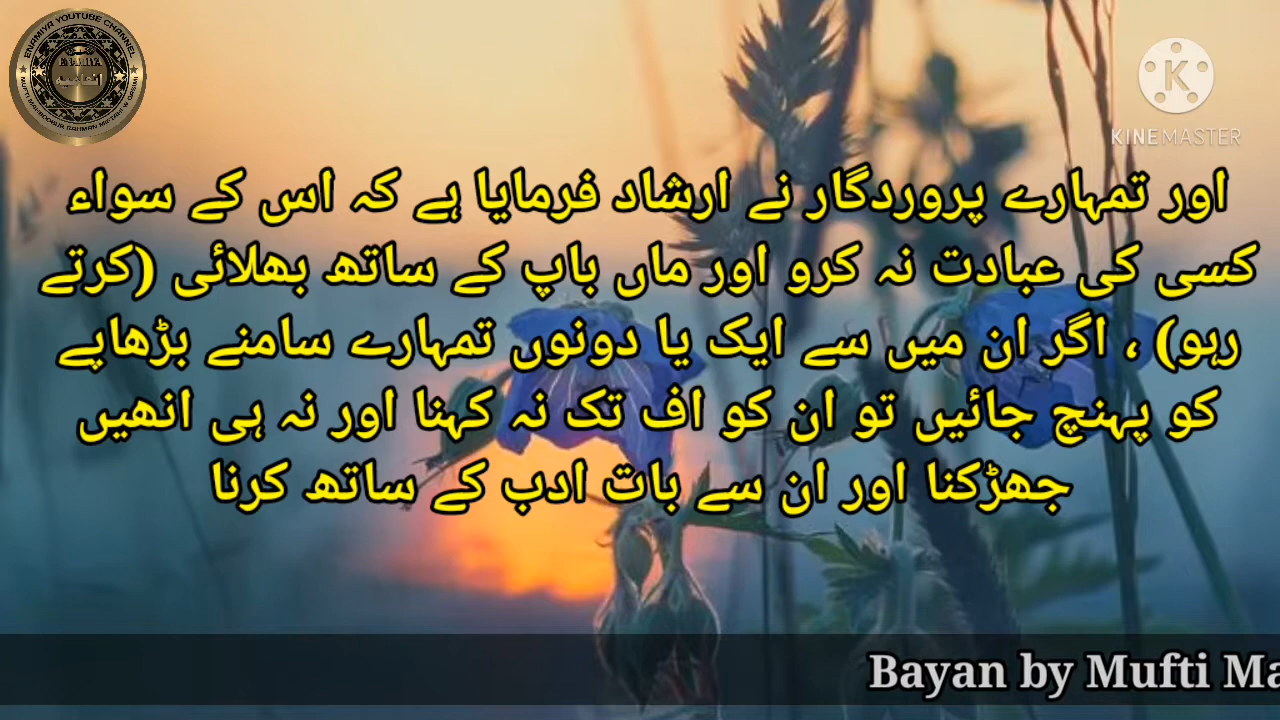 ENAMIYA YOUTUBE CHANNEL
KINEMASTER
اور تمہارے پروردگار نے ارشاد فرمایا ہے کہ اس کے سواء
کسی کی عبادت نہ کرو اور ماں باپ کے ساتھ بھلائی (کرتے
رہو) ، اگر ان میں سے ایک یا دونوں تمہارے سامنے بڑھاپے
کو پہنچ جائیں تو ان کو اف تک نہ کہنا اور نہ ہی انھیں
جھڑکنا اور ان سے بات ادب کے ساتھ کرنا
Bayan by Mufti Ma